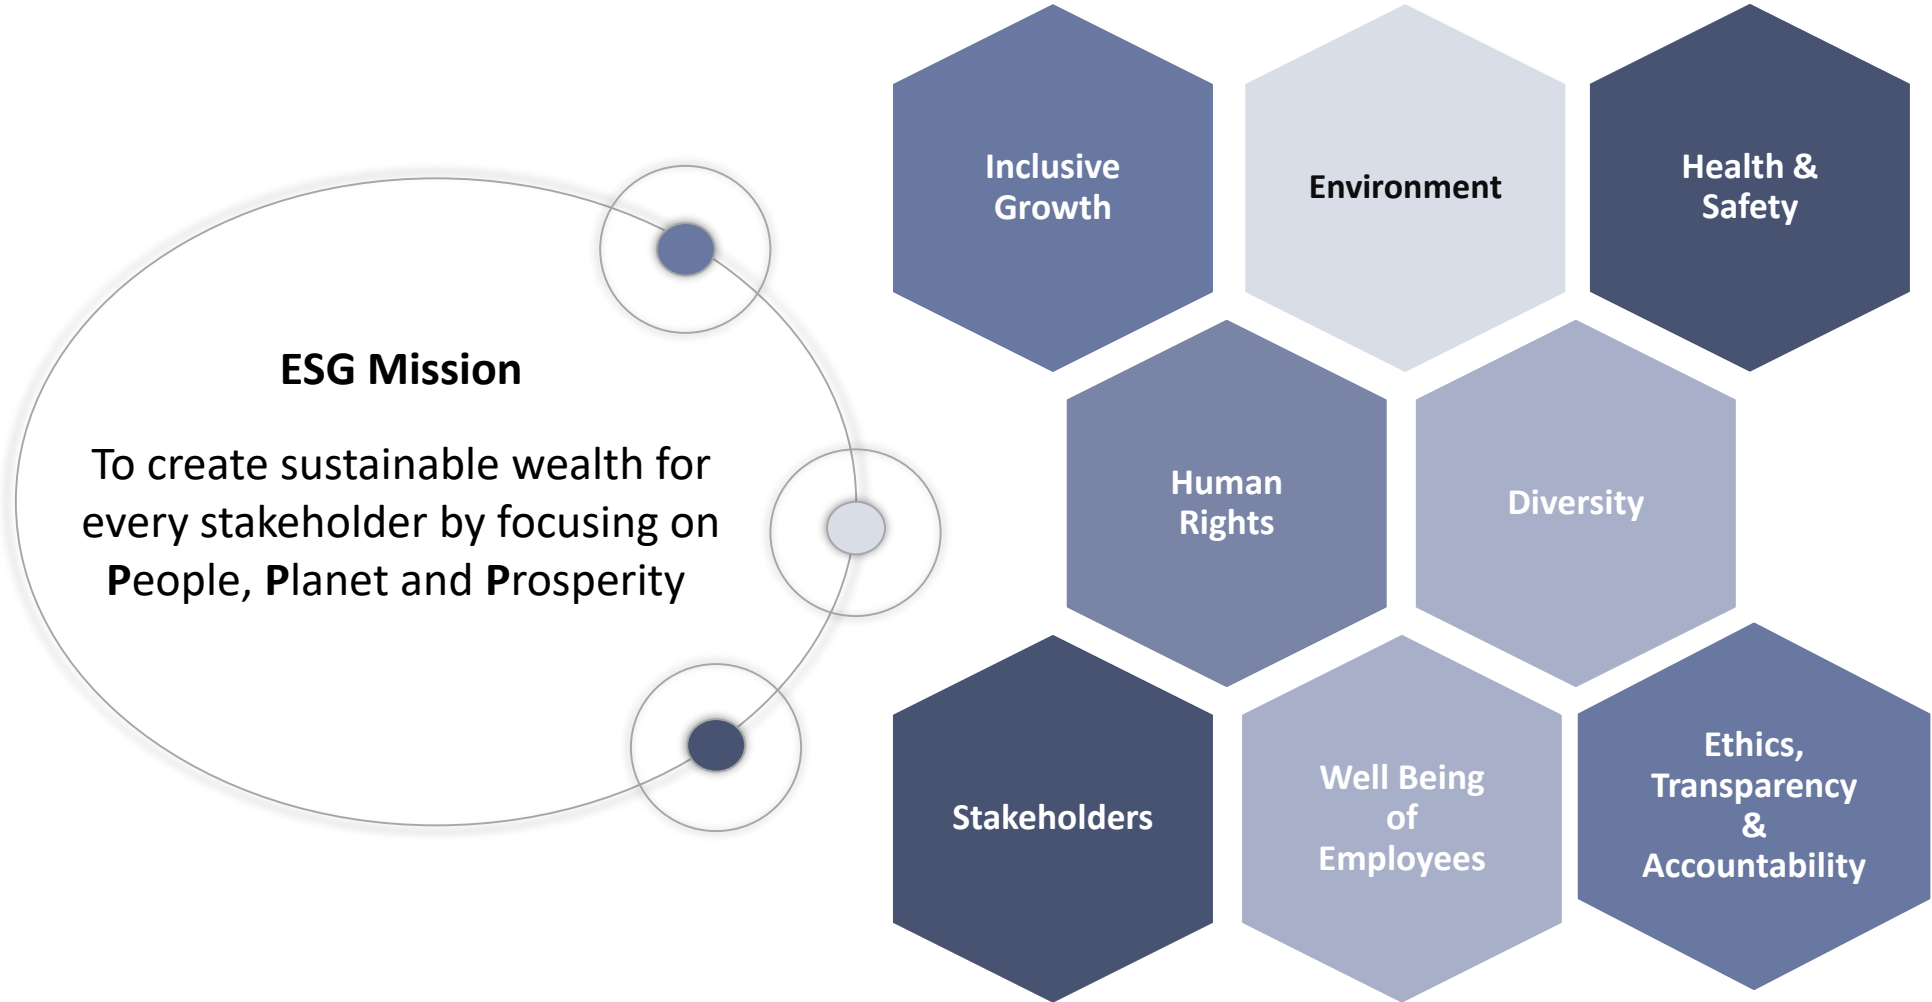 ESG Mission
To create sustainable wealth for
every stakeholder by focusing on
People, Planet and Prosperity
Inclusive
Growth
Environment
Health &
Safety
Human
Rights
Diversity
Stakeholders
Well Being
of
Employees
Ethics,
Transparency
&
Accountability